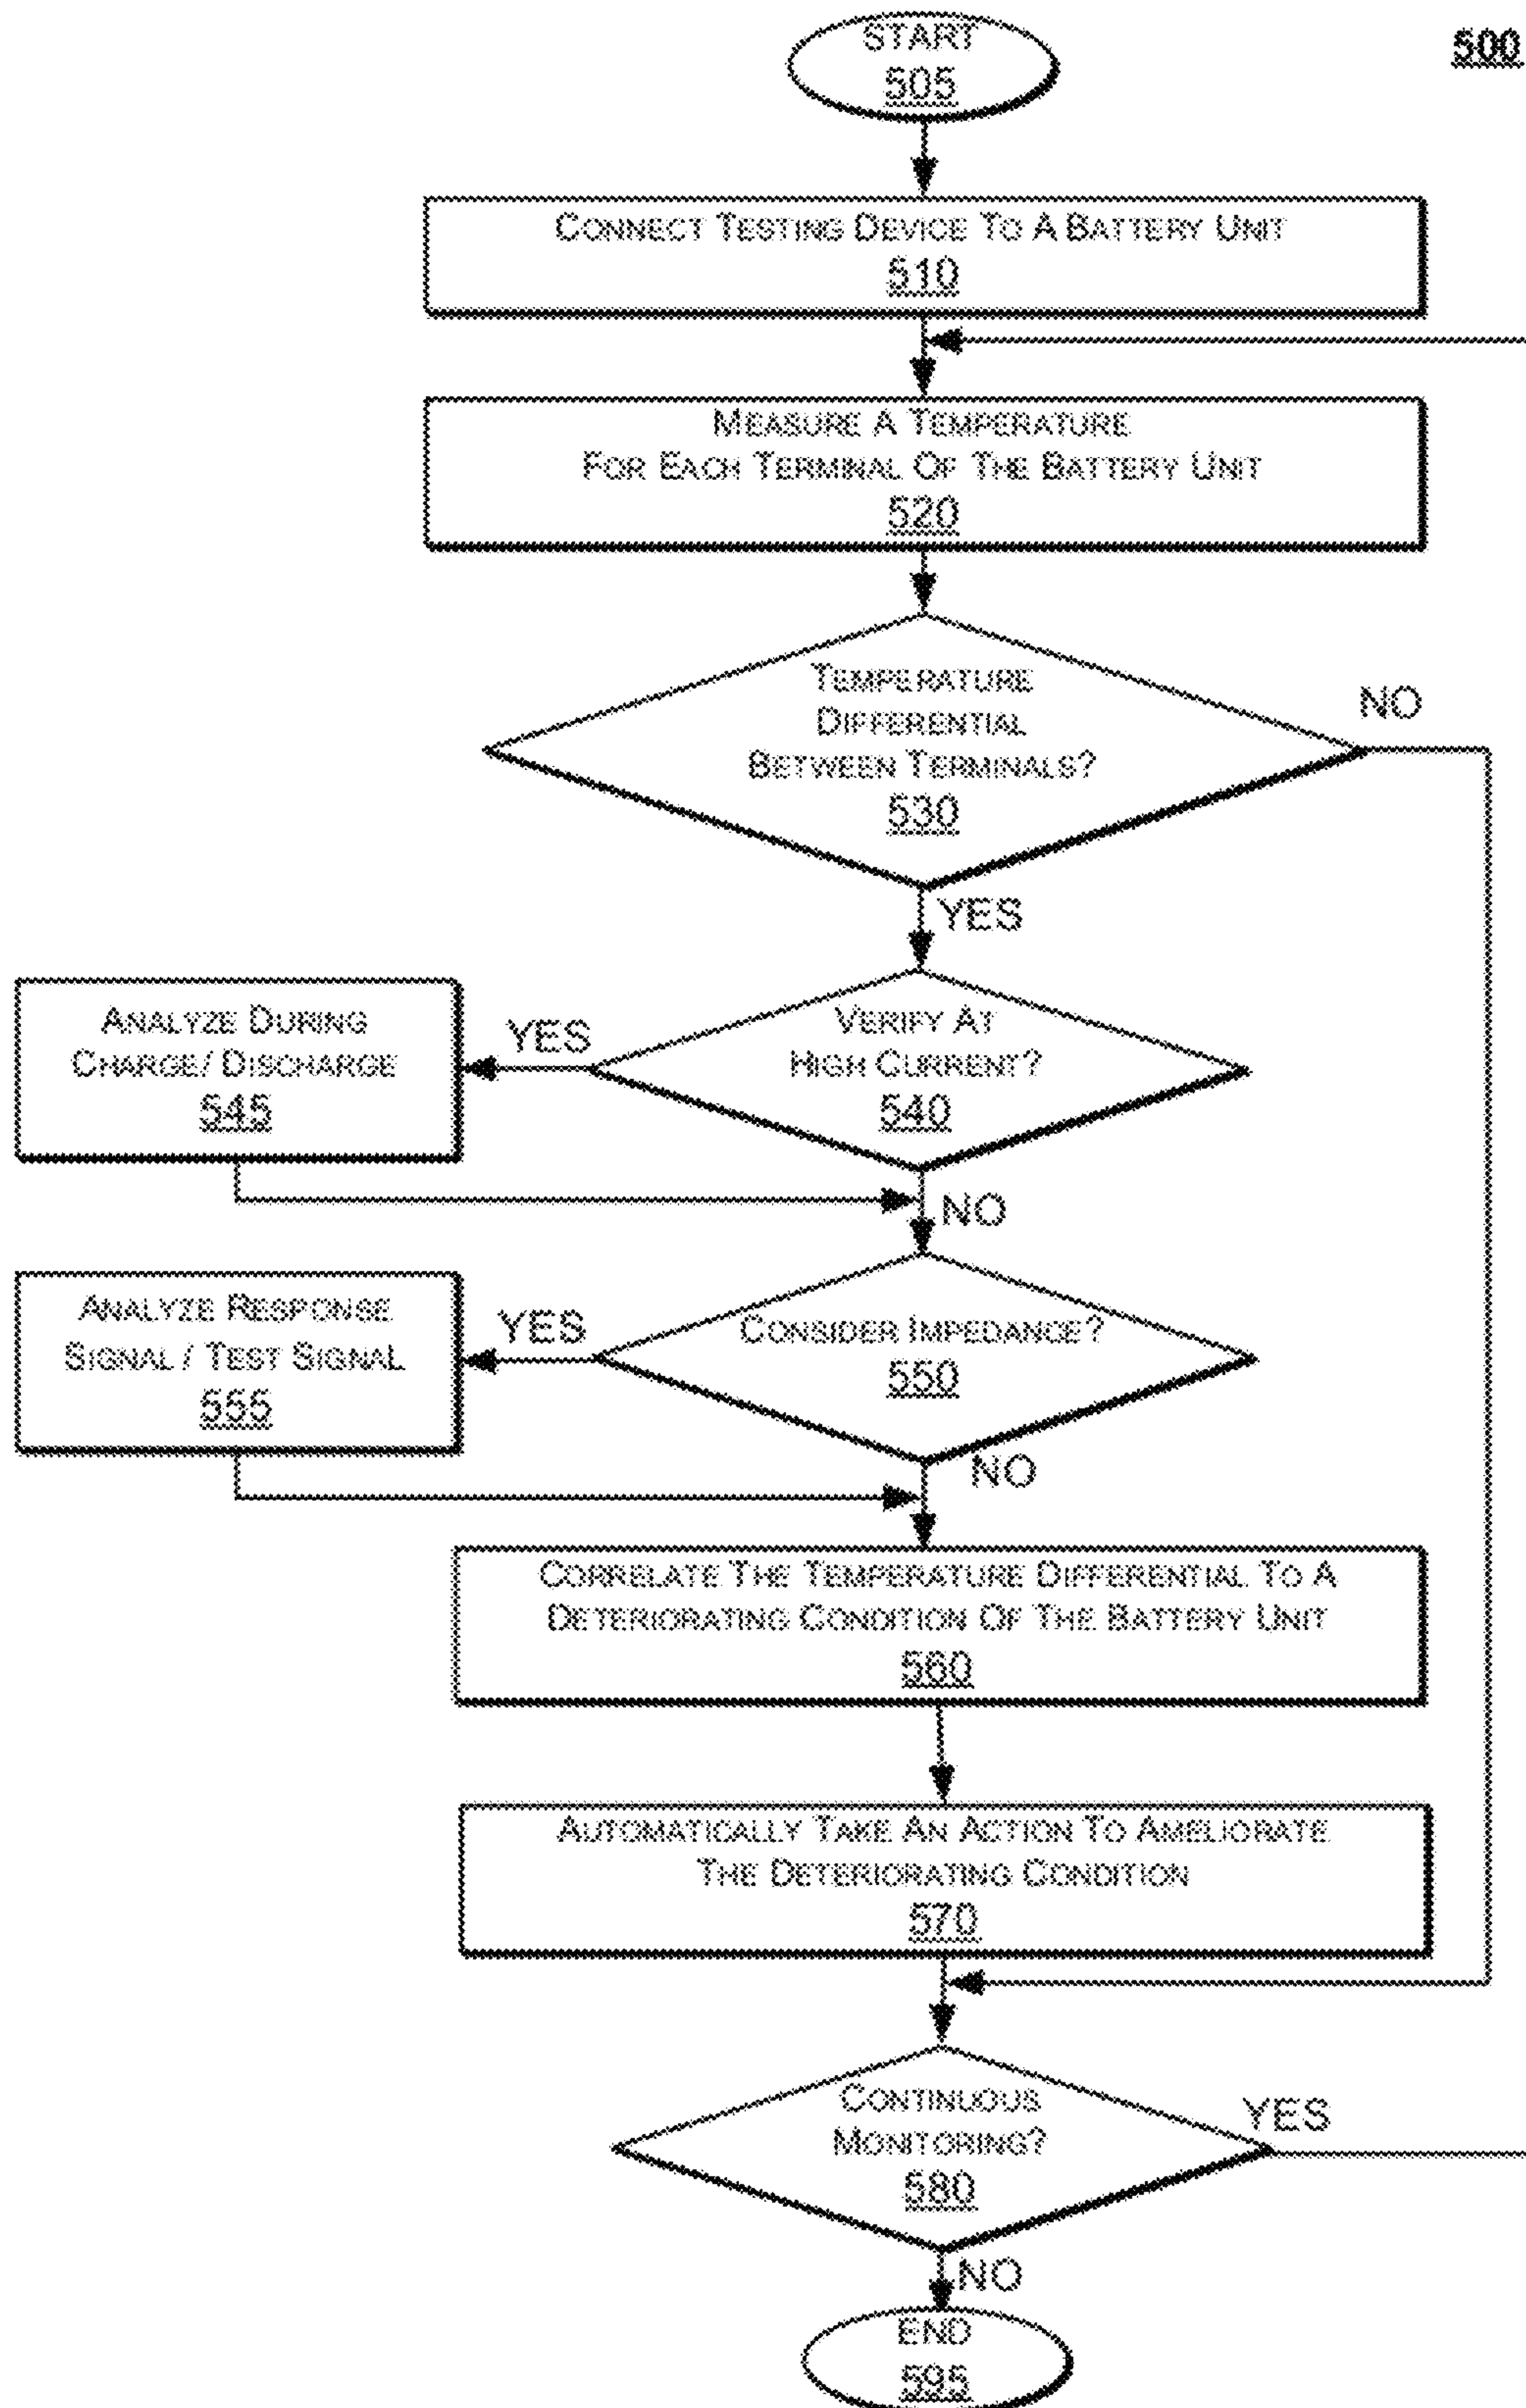 START
505
500
CONNECT TESTING DEVICE TO A BATTERY UNIT
510
MEASURE A TEMPERATURE
FOR EACH TERMINAL OF THE BATTERY UNIT
520
TEMPERATURE
DIFFERENTIAL
BETWEEN TERMINALS?
530
NO
YES
VERIFY AT
HIGH CURRENT?
540
YES
ANALYZE DURING
CHARGE/ DISCHARGE
545
NO
CONSIDER IMPEDANCE?
550
YES
ANALYZE RESPONSE
SIGNAL / TEST SIGNAL
555
NO
CORRELATE THE TEMPERATURE DIFFERENTIAL TO A
DETERIORATING CONDITION OF THE BATTERY UNIT
560
AUTOMATICALLY TAKE AN ACTION TO AMELIORATE
THE DETERIORATING CONDITION
570
CONTINUOUS
MONITORING?
580
YES
NO
END
595